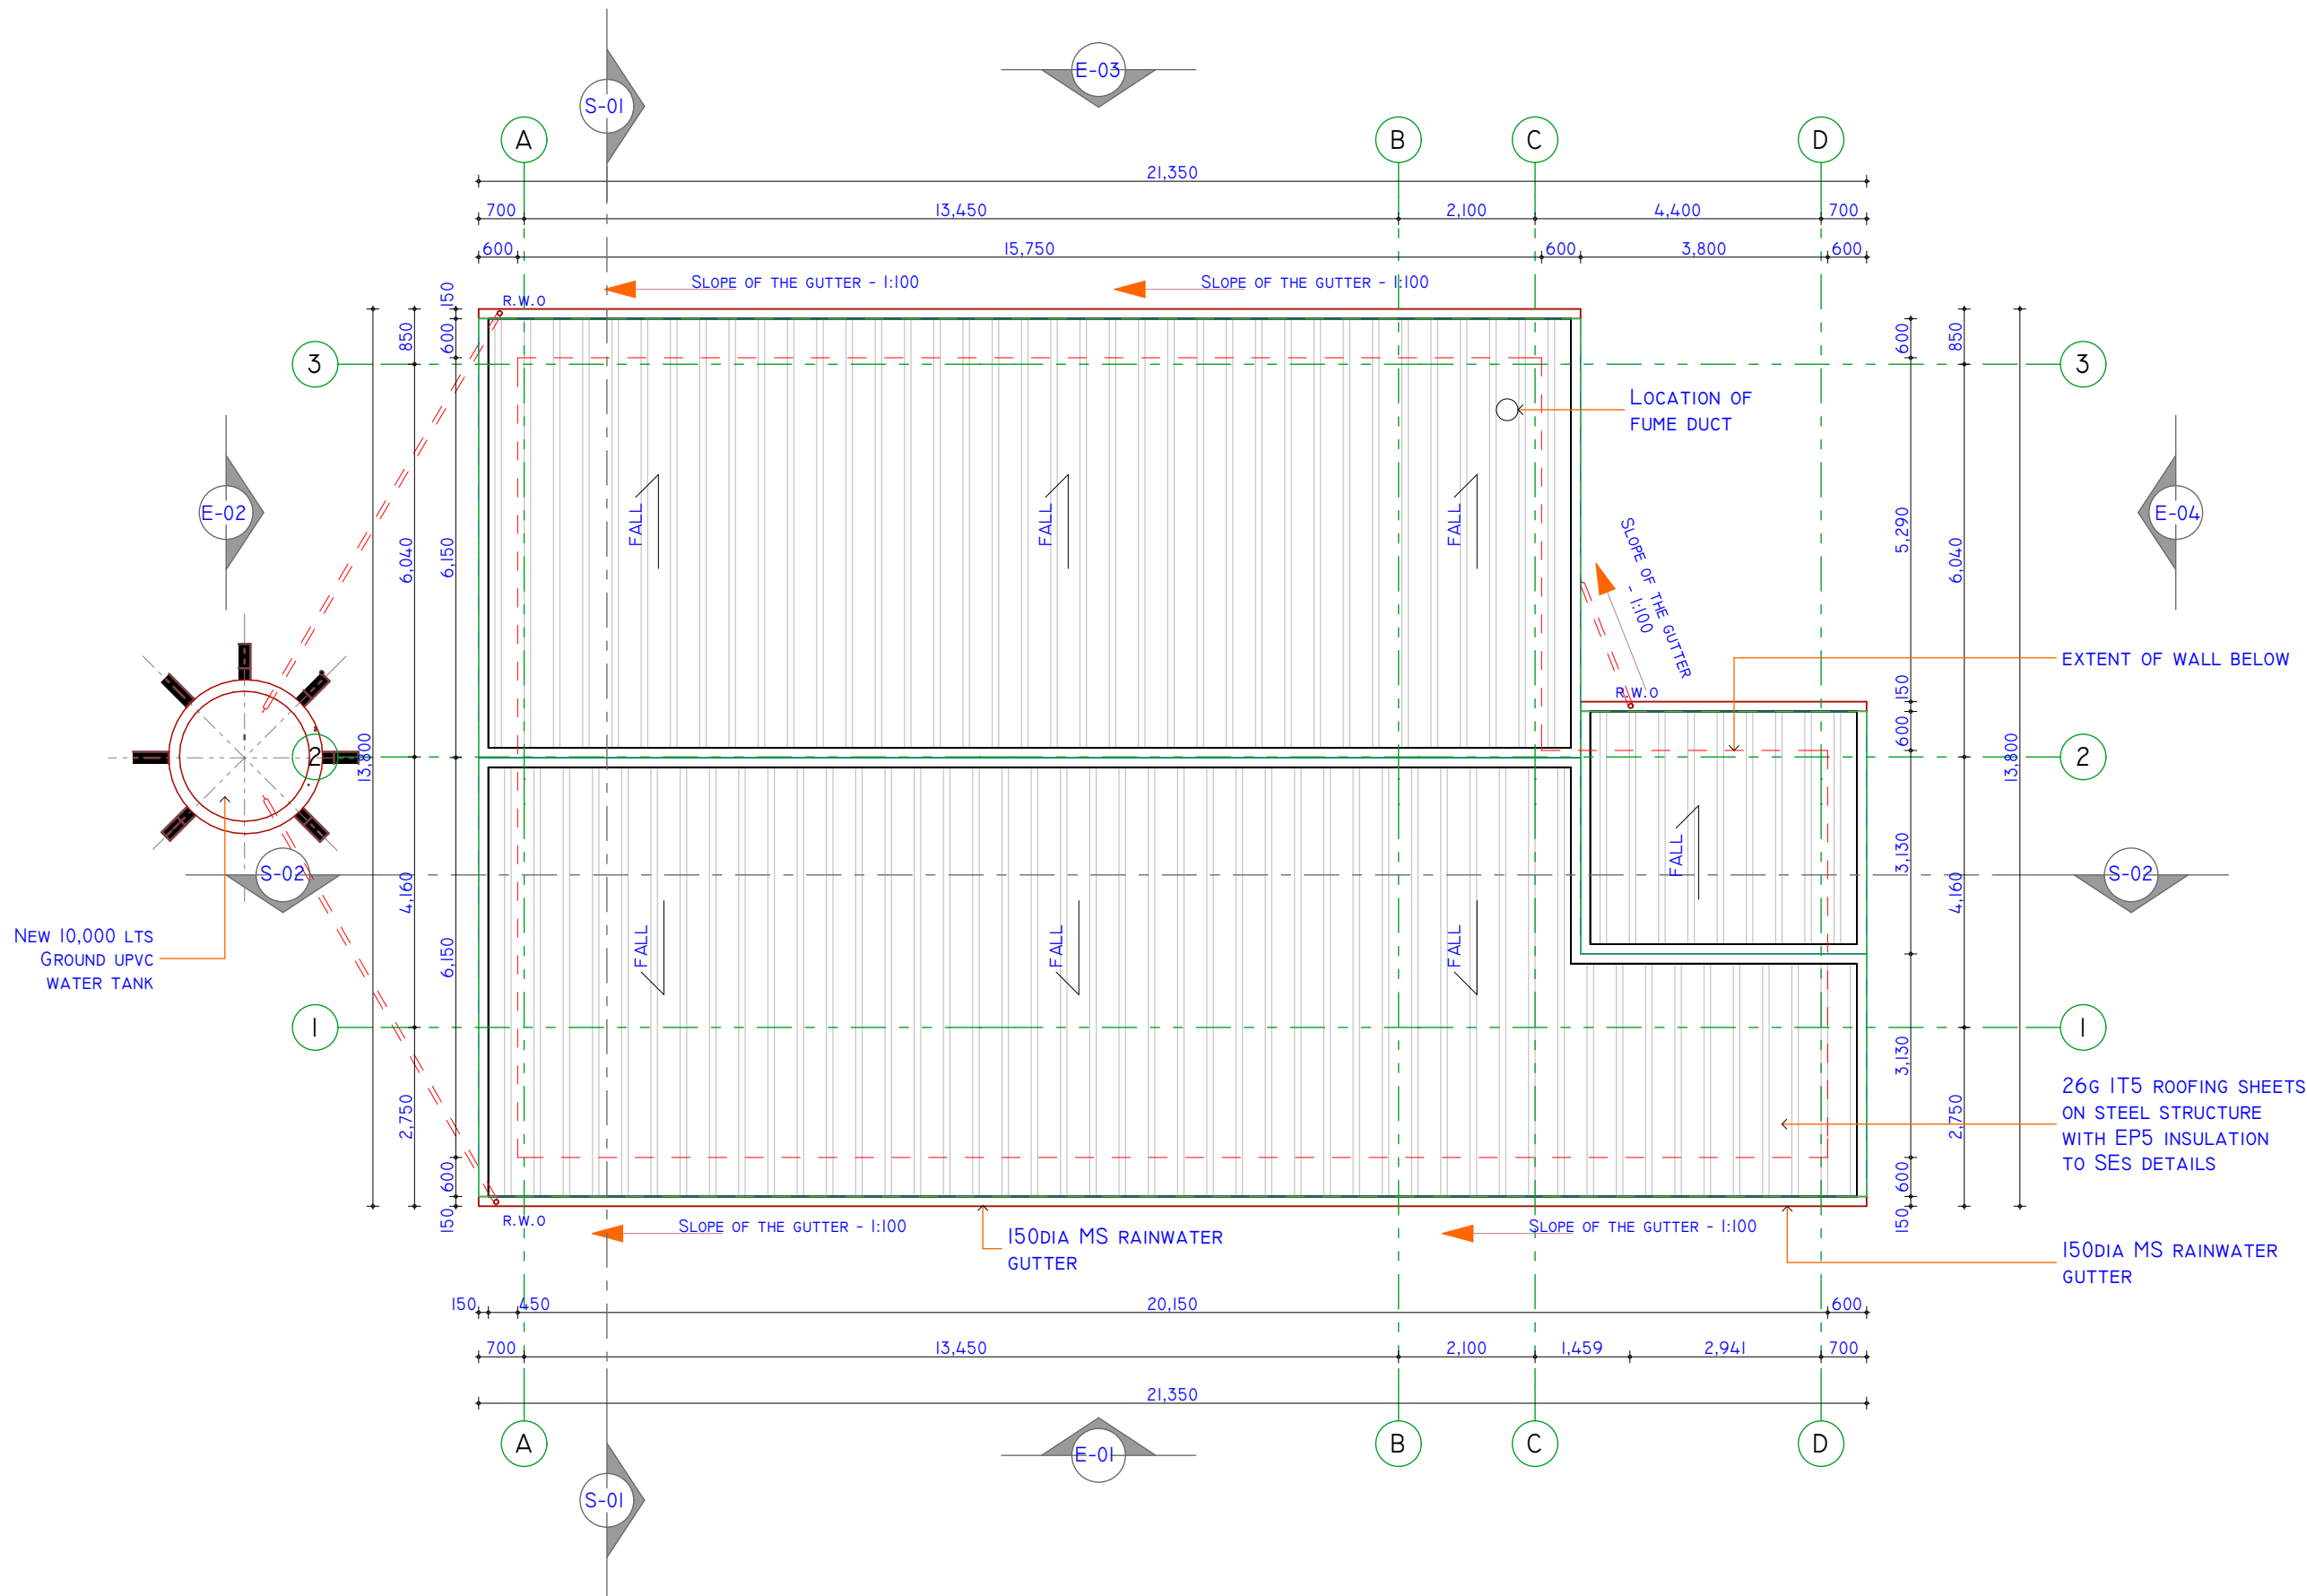 E-03
S-01
A
B
C
D
21,350
700
13,450
2,100
4,400
700
600
15,750
600
3,800
600
Slope of the gutter - 1:100
Slope of the gutter - 1:100
R.W.O
150
600
850
600
850
3
3
Location of
fume duct
FALL
FALL
FALL
E-02
E-04
6,040
6,150
5,290
6,040
Slope of the gutter
- 1:100
extent of wall below
R.W.O
150
600
2
13,800
13,800
2
FALL
S-02
S-02
4,160
3,130
4,160
New 10,000 lts
Ground upvc
water tank
FALL
FALL
FALL
6,150
1
1
3,130
2,750
2,750
26g IT5 roofing sheets
on steel structure
with EP5 insulation
to SEs details
600
600
150
150
R.W.O
Slope of the gutter - 1:100
Slope of the gutter - 1:100
150dia MS rainwater
gutter
150dia MS rainwater
gutter
150
450
20,150
600
700
13,450
2,100
1,459
2,941
700
21,350
A
B
C
D
E-01
S-01